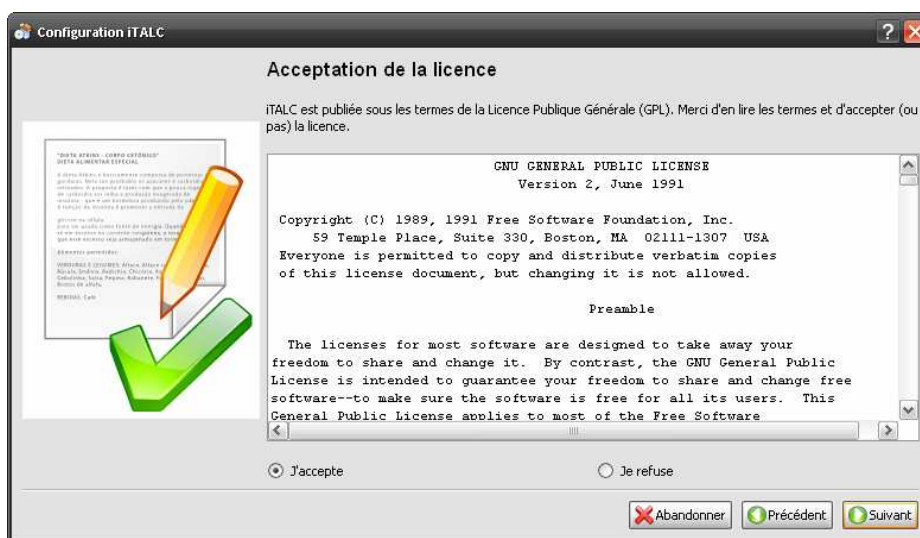 Configuration iTALC
Acceptation de la licence
iTALC est publiée sous les termes de la Licence Publique Générale (GPL). Merci d'en lire les termes et d'accepter (ou
pas) la licence.
"DIETA ATKINS - CORPO CETÔNICO"
DIETA ALIMENTAR ESPECIAL
GNU GENERAL PUBLIC LICENSE
Version 2, June 1991
Copyright (C) 1989, 1991 Free Software Foundation, Inc.
59 Temple Place, Suite 330, Boston, MA 02111-1307 USA
Everyone is permitted to copy and distribute verbatim copies
of this license document, but changing it is not allowed.
Preamble
The licenses for most software are designed to take away your
freedom to share and change it. By contrast, the GNU General Public
License is intended to guarantee your freedom to share and change free
software--to make sure the software is free for all its users. This
General Public License applies to most of the Free Software
J'accepte
Je refuse
Abandonner
Précédent
Suivant